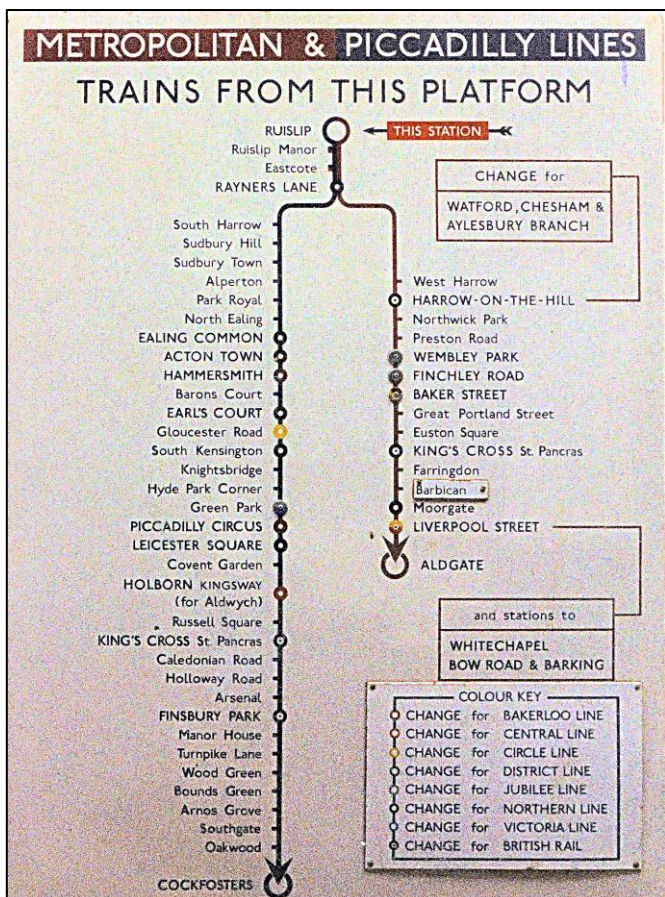 METROPOLITAN & PICCADILLY LINES
TRAINS FROM THIS PLATFORM
RUISLIP
THIS STATION
Ruislip Manor
Eastcote
RAYNERS LANE
CHANGE for
WATFORD, CHESHAM &
AYLESBURY BRANCH
South Harrow
Sudbury Hill
Sudbury Town
Alperton
Park Royal
North Ealing
EALING COMMON
ACTON TOWN
HAMMERSMITH
Barons Court
EARL'S COURT
Gloucester Road
South Kensington
Knightsbridge
Hyde Park Corner
Green Park
PICCADILLY CIRCUS
LEICESTER SQUARE
Covent Garden
HOLBORN KINGSWAY
(for Aldwych)
Russell Square
KING'S CROSS St. Pancras
Caledonian Road
Holloway Road
Arsenal
FINSBURY PARK
Manor House
Turnpike Lane
Wood Green
Bounds Green
Arnos Grove
Southgate
Oakwood
COCKFOSTERS
West Harrow
HARROW-ON-THE-HILL
Northwick Park
Preston Road
WEMBLEY PARK
FINCHLEY ROAD
BAKER STREET
Great Portland Street
Euston Square
KING'S CROSS St. Pancras
Farringdon
Barbican
Moorgate
LIVERPOOL STREET
ALDGATE
and stations to
WHITECHAPEL
BOW ROAD & BARKING
COLOUR KEY
CHANGE for BAKERLOO LINE
CHANGE for CENTRAL LINE
CHANGE for CIRCLE LINE
CHANGE for DISTRICT LINE
CHANGE for JUBILEE LINE
CHANGE for NORTHERN LINE
CHANGE for VICTORIA LINE
CHANGE for BRITISH RAIL